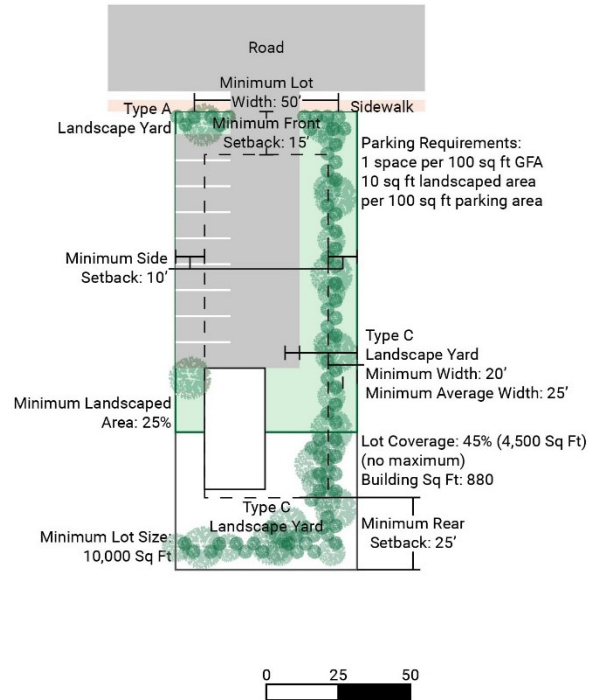 Road
Minimum Lot
Width: 50’
Sidewalk
Type A
Landscape Yard
Minimum Front
Setback: 15’
Parking Requirements:
1 space per 100 sq ft GFA
10 sq ft landscaped area
per 100 sq ft parking area
Minimum Side
Setback: 10’
Type C
Landscape Yard
Minimum Width: 20’
Minimum Average Width: 25’
Minimum Landscaped
Area: 25%
Lot Coverage: 45% (4,500 Sq Ft)
(no maximum)
Building Sq Ft: 880
Type C
Landscape Yard
Minimum Rear
Setback: 25’
Minimum Lot Size:
10,000 Sq Ft
0 25 50